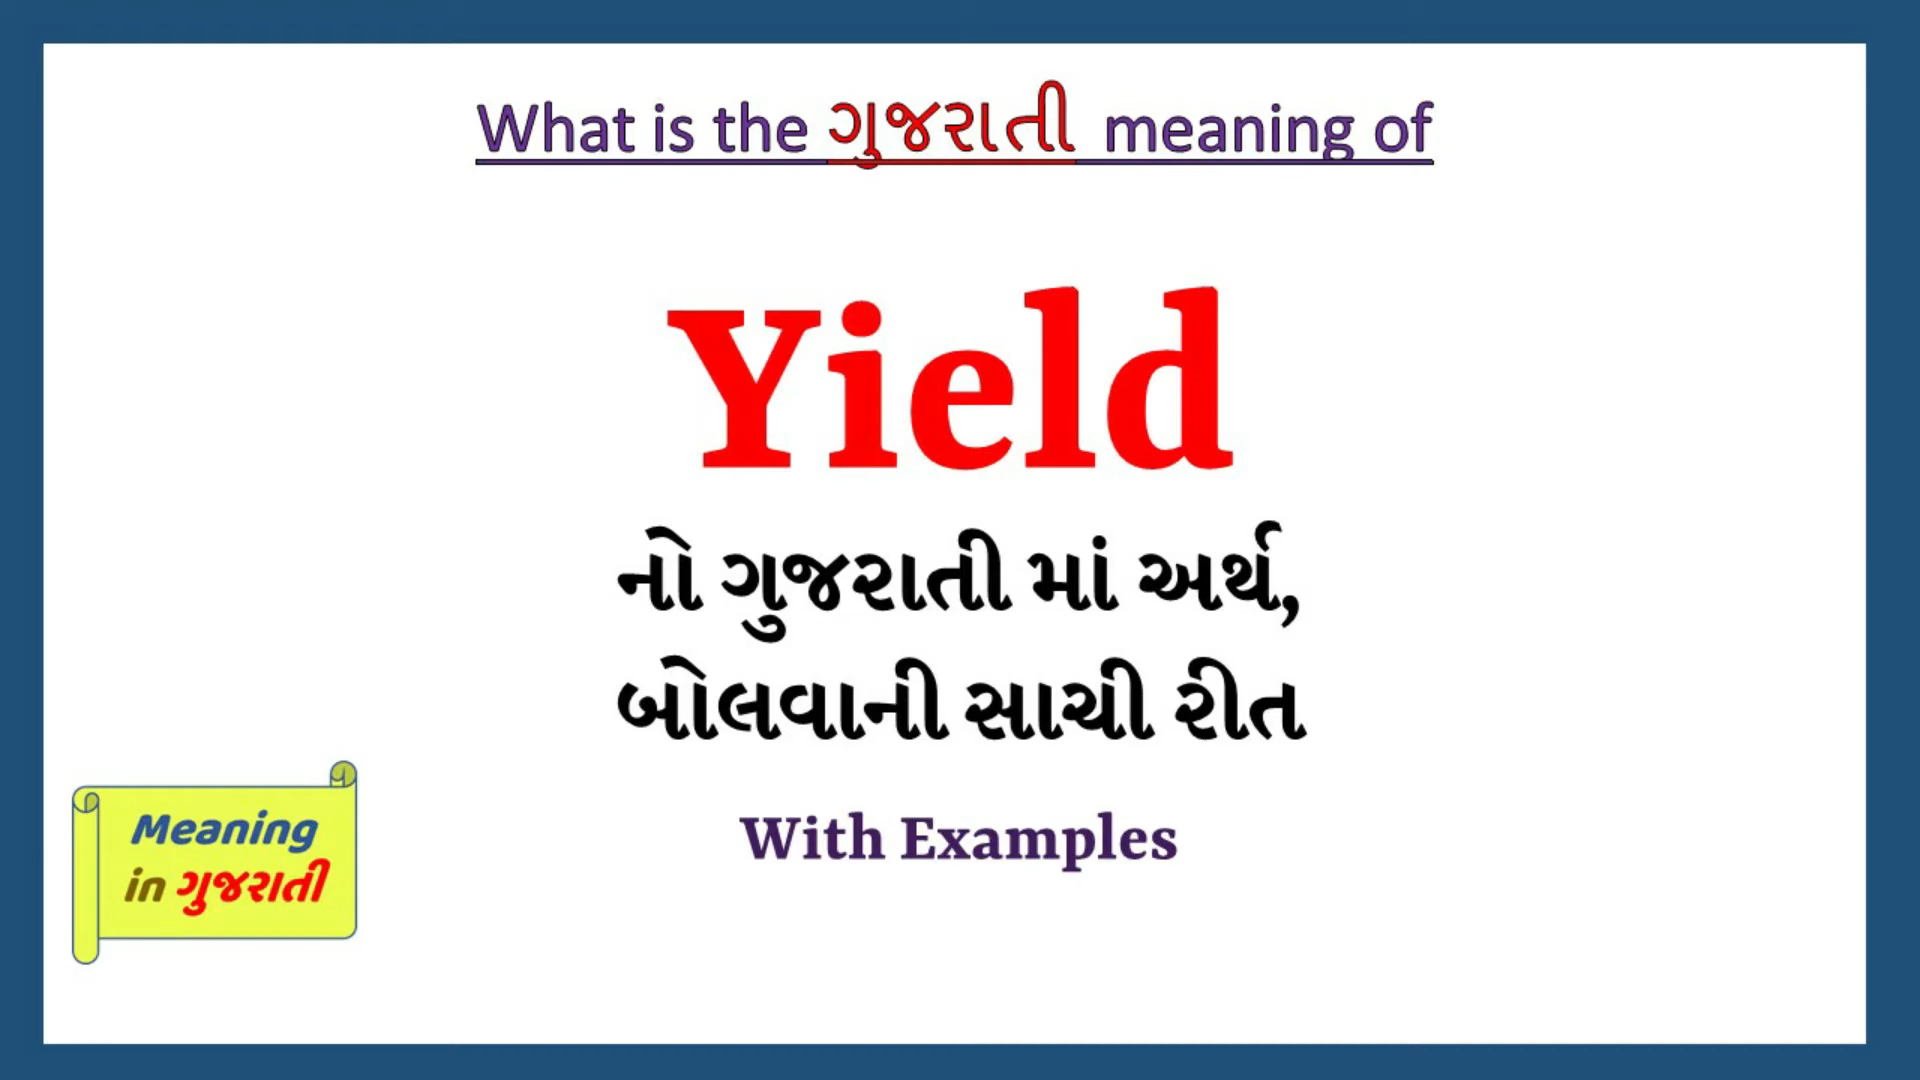 What is the ગુજરાતી meaning of
Yield
નો ગુજરાતી માં અર્થ,
બોલવાની સાચી રીત
With Examples
Meaning
in ગુજરાતી